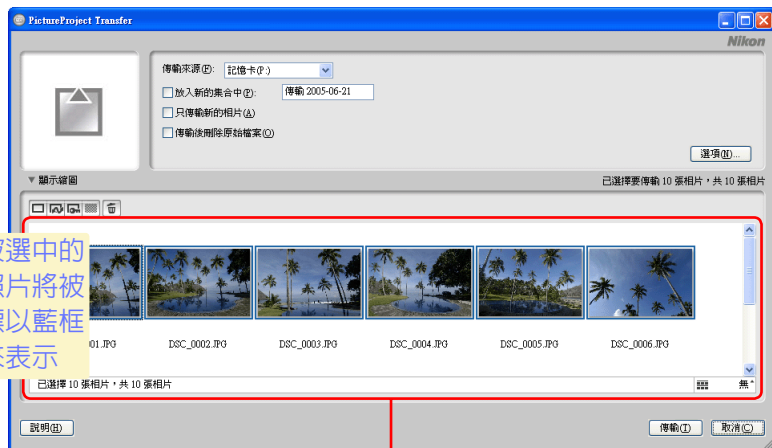 PictureProject Transfer
Nikon
傳輸來源(F): 記憶卡(P:)
放入新的集合中(P): 傳輸 2005-06-21
只傳輸新的相片(A)
傳輸後刪除原始檔案(O)
選項(N)...
顯示縮圖 已選擇要傳輸 10 張相片，共 10 張相片
被選中的
照片將被
標以藍框
來表示
01.JPG DSC_0002.JPG DSC_0003.JPG DSC_0004.JPG DSC_0005.JPG DSC_0006.JPG
已選擇 10 張相片，共 10 張相片 無
說明(H) 傳輸(T) 取消(C)